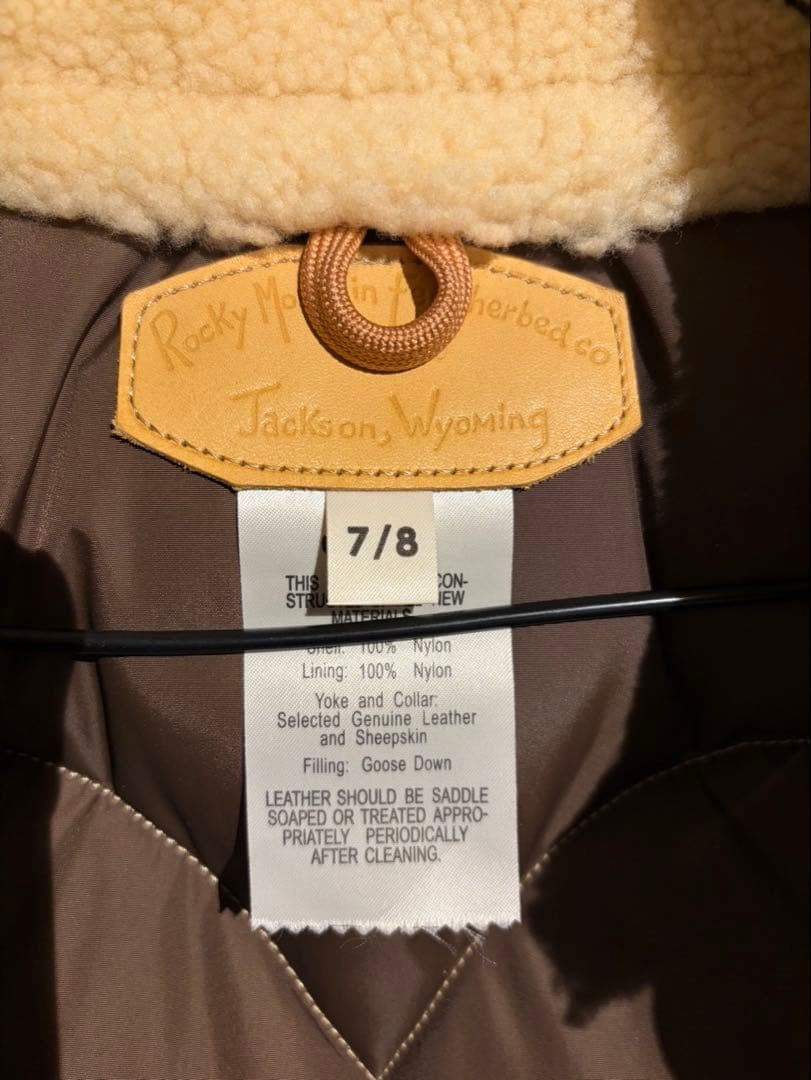 Rocky herbed co
Jackson, Wyoming
7/8
THIS CON-
STRU NEW
MATERIALS
Shell: 100% Nylon
Lining: 100% Nylon
Yoke and Collar:
Selected Genuine Leather
and Sheepskin
Filling: Goose Down
LEATHER SHOULD BE SADDLE
SOAPED OR TREATED APPRO-
PRIATELY PERIODICALLY
AFTER CLEANING.